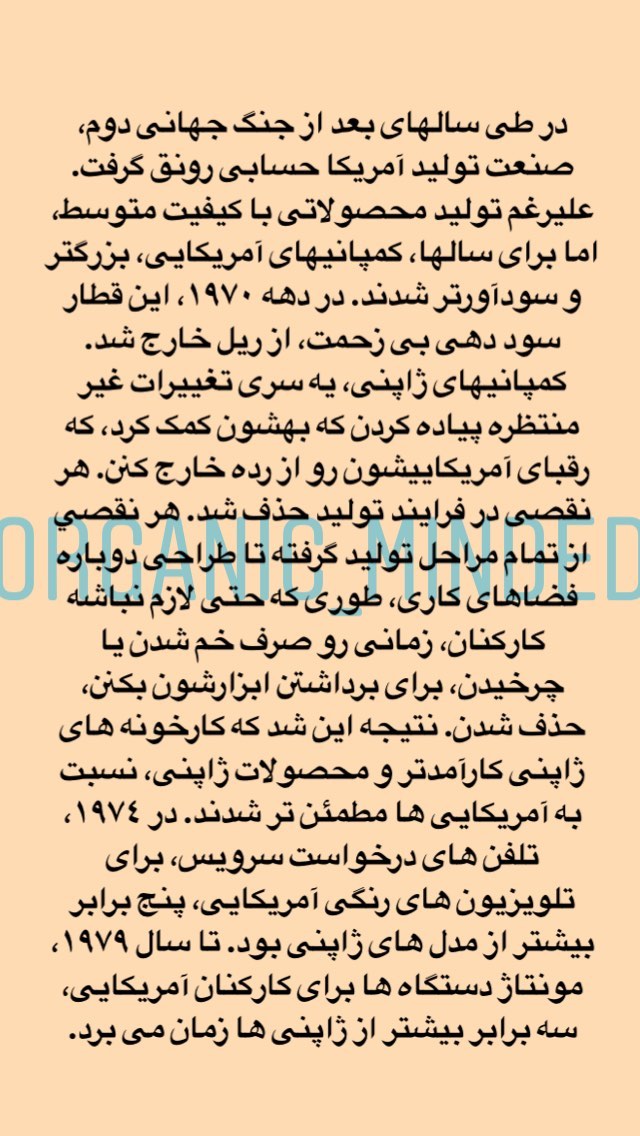 در طی سالهای بعد از جنگ جهانی دوم،
صنعت تولید آمریکا حسابی رونق گرفت.
علیرغم تولید محصولاتی با کیفیت متوسط،
اما برای سالها، کمپانیهای آمریکایی، بزرگتر
و سودآورتر شدند. در دهه ۱۹۷۰، این قطار
سود دهی بی زحمت، از ریل خارج شد.
کمپانیهای ژاپنی، یه سری تغییرات غیر
منتظره پیاده کردن که بهشون کمک کرد، که
رقبای آمریکاییشون رو از رده خارج کنن. هر
نقصی در فرایند تولید حذف شد. هر نقصي
ORGANIC_MINDED
از تمام مراحل تولید گرفته تا طراحی دوباره
فضاهای کاری، طوری که حتی لازم نباشه
کارکنان، زمانی رو صرف خم شدن یا
چرخیدن، برای برداشتن ابزارشون بکنن،
حذف شدن. نتیجه این شد که کارخونه های
ژاپنی کارآمدتر و محصولات ژاپنی، نسبت
به آمریکایی ها مطمئن تر شدند. در ۱۹۷٤،
تلفن های درخواست سرویس، برای
تلویزیون های رنگی آمریکایی، پنج برابر
بیشتر از مدل های ژاپنی بود. تا سال ۱۹۷۹،
مونتاژ دستگاه ها برای کارکنان آمریکایی،
سه برابر بیشتر از ژاپنی ها زمان می برد.